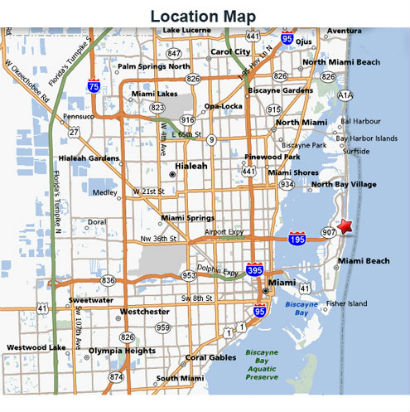 Location Map
Lake Lucerne
Aventura
95
Ojus
847
Carol City
826
W Okeechobee Rd
Florida's Turnpike S
Palm Springs North
826
North Miami Beach
75
Biscayne Gardens
A1A
Miami Lakes
823
Opa-Locka
915
Pennsuco
916
North Miami
Bal Harbour
27
E 65th St
9
Bay Harbor Islands
W 4th Ave
Biscayne Park
Surfside
Hialeah Gardens
Hialeah
Pinewood Park
441
Miami Shores
934
North Bay Village
Florida's Turnpike N
Medley
W 21st St
Doral
Miami Springs
Airport Expy
907
Nw 36th St
195
Miami Beach
836
953
Dolphin Expy
395
Miami
41
Sweetwater
Sw 8th St
Biscayne
Bay
Fisher Island
41
Westchester
95
Sw 107th Ave
959
1
1
826
Westwood Lake
Olympia Heights
Biscayne
Bay
Aquatic
Preserve
Coral Gables
874
South Miami